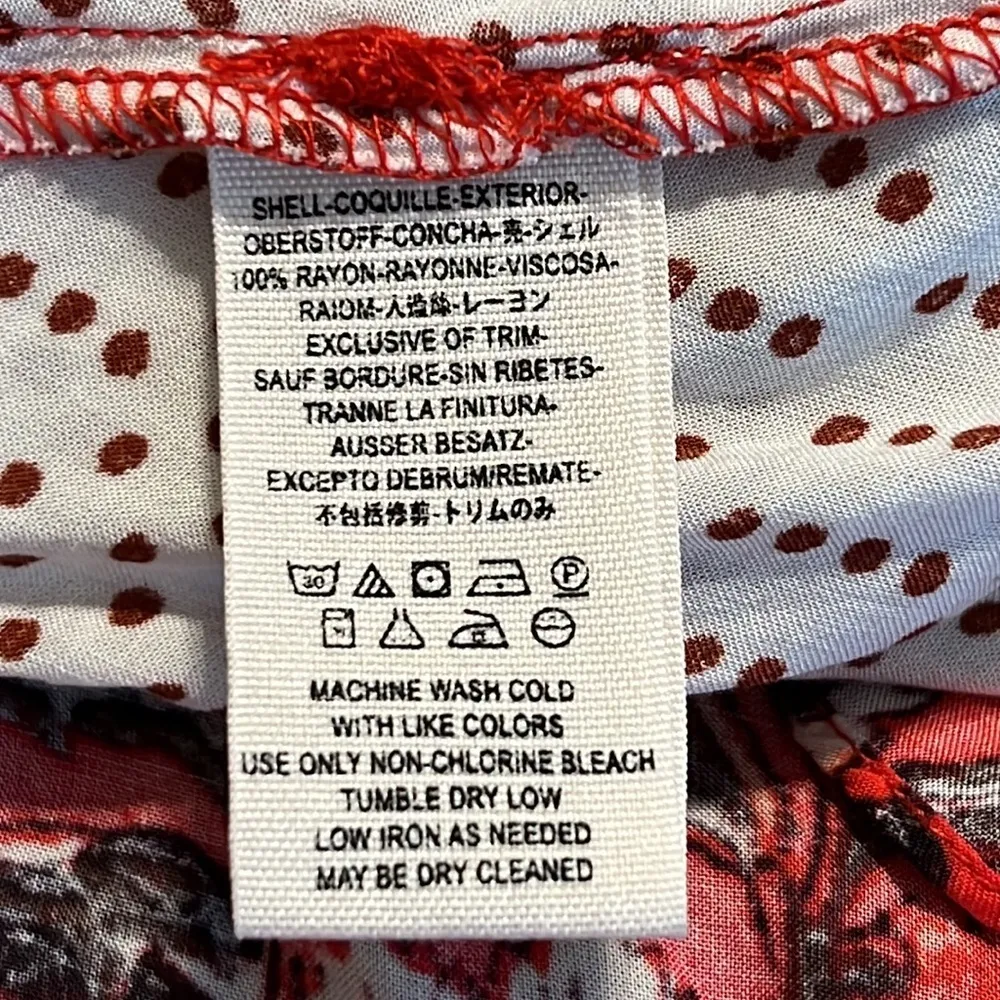 SHELL-COQUILLE-EXTERIOR-
OBERSTOFF-CONCHA-亮-シェル
100% RAYON-RAYONNE-VISCOSA-
RAIOM-人造絲-レーヨン
EXCLUSIVE OF TRIM-
SAUF BORDURE-SIN RIBETES-
TRANNE LA FINITURA-
AUSSER BESATZ-
EXCEPTO DEBRUM/REMATE-
不包括修剪-トリムのみ
30 P
MACHINE WASH COLD
WITH LIKE COLORS
USE ONLY NON-CHLORINE BLEACH
TUMBLE DRY LOW
LOW IRON AS NEEDED
MAY BE DRY CLEANED